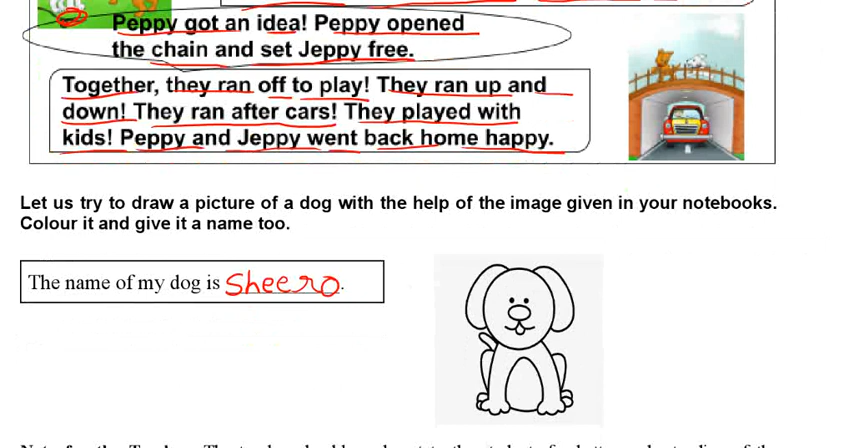 Peppy got an idea! Peppy opened
the chain and set Jeppy free.
Together, they ran off to play! They ran up and
down! They ran after cars! They played with
kids! Peppy and Jeppy went back home happy.
Let us try to draw a picture of a dog with the help of the image given in your notebooks.
Colour it and give it a name too.
The name of my dog is Sheero.